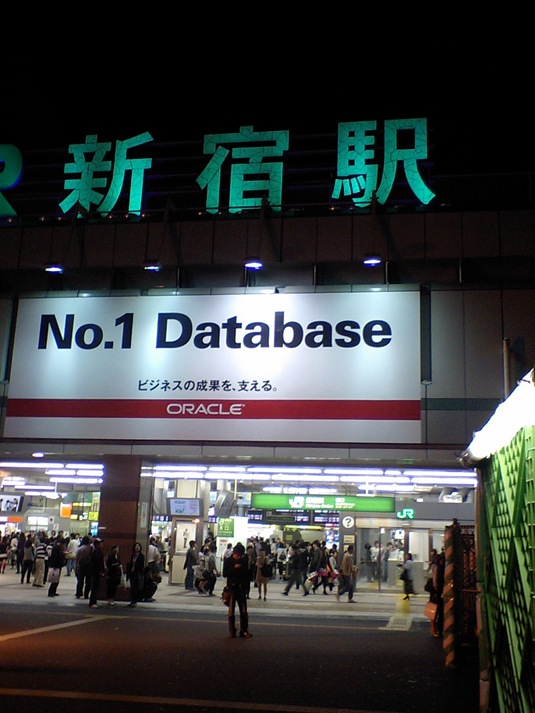 R新宿駅
No.1 Database
ビジネスの成果を、支える。
ORACLE
JR
?